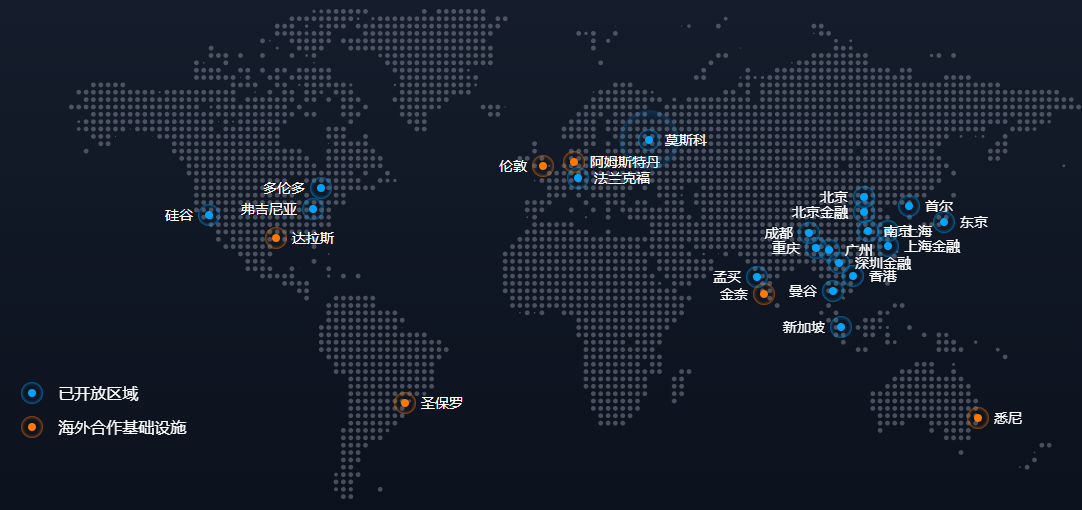 莫斯科
伦敦
阿姆斯特丹
法兰克福
多伦多
弗吉尼亚
硅谷
达拉斯
北京
北京金融
首尔
东京
成都
南京
上海
重庆
广州
上海金融
深圳金融
孟买
香港
金奈
曼谷
新加坡
已开放区域
圣保罗
悉尼
海外合作基础设施